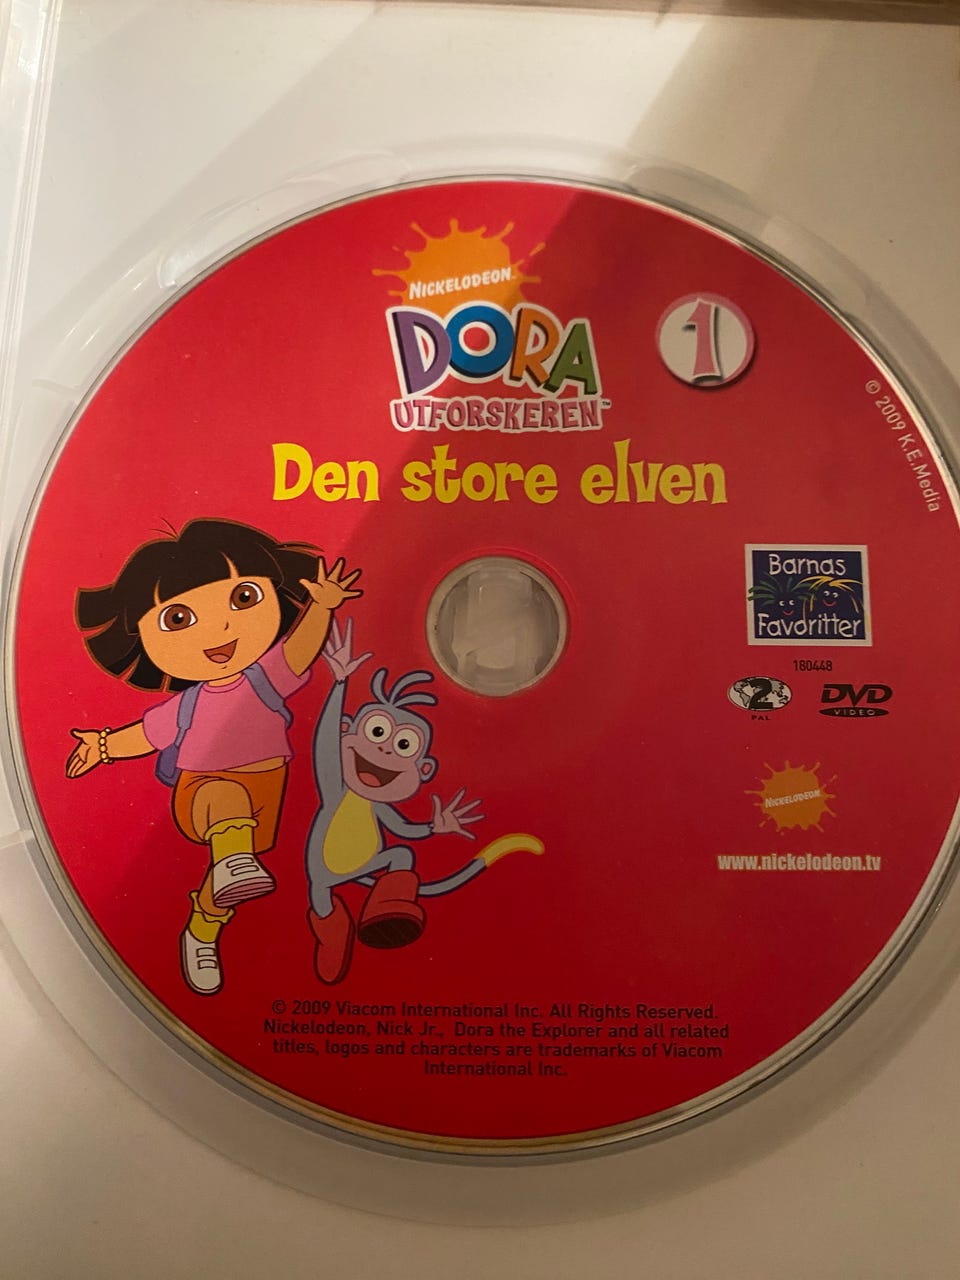 NICKELODEON™
DORA
UTFORSKEREN™
1
Den store elven
© 2009 K.E.Media
Barnas
Favoritter
180448
2
PAL
DVD
VIDEO
NICKELODEON
www.nickelodeon.tv
© 2009 Viacom International Inc. All Rights Reserved.
Nickelodeon, Nick Jr., Dora the Explorer and all related
titles, logos and characters are trademarks of Viacom
International Inc.